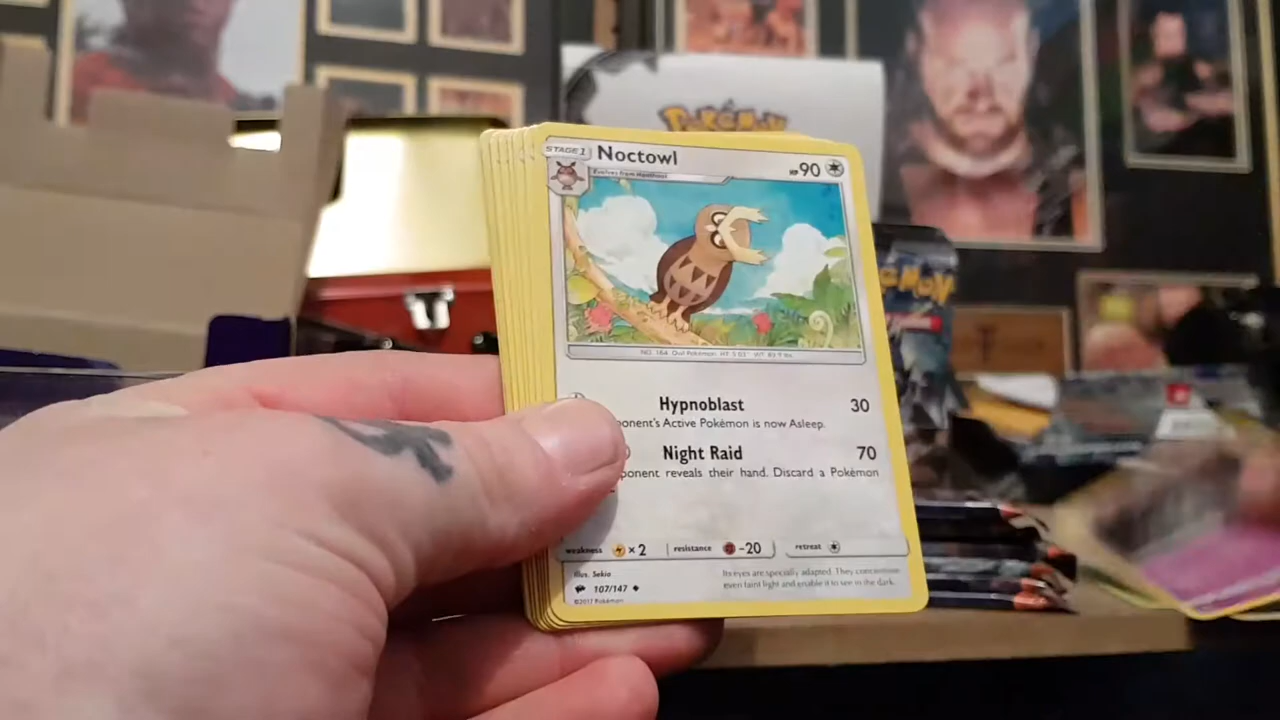 POKÉMON
STAGE 1 Noctowl HP 90
Evolves from Hoothoot
NO. 164 Owl Pokémon HT: 5'03" WT: 89.9 lbs.
Hypnoblast 30
ponent's Active Pokémon is now Asleep.
Night Raid 70
ponent reveals their hand. Discard a Pokémon
weakness ×2 resistance -20 retreat
Illus. Sekio
107/147
©2017 Pokémon
Its eyes are specially adapted. They concentrate
even faint light and enable it to see in the dark.